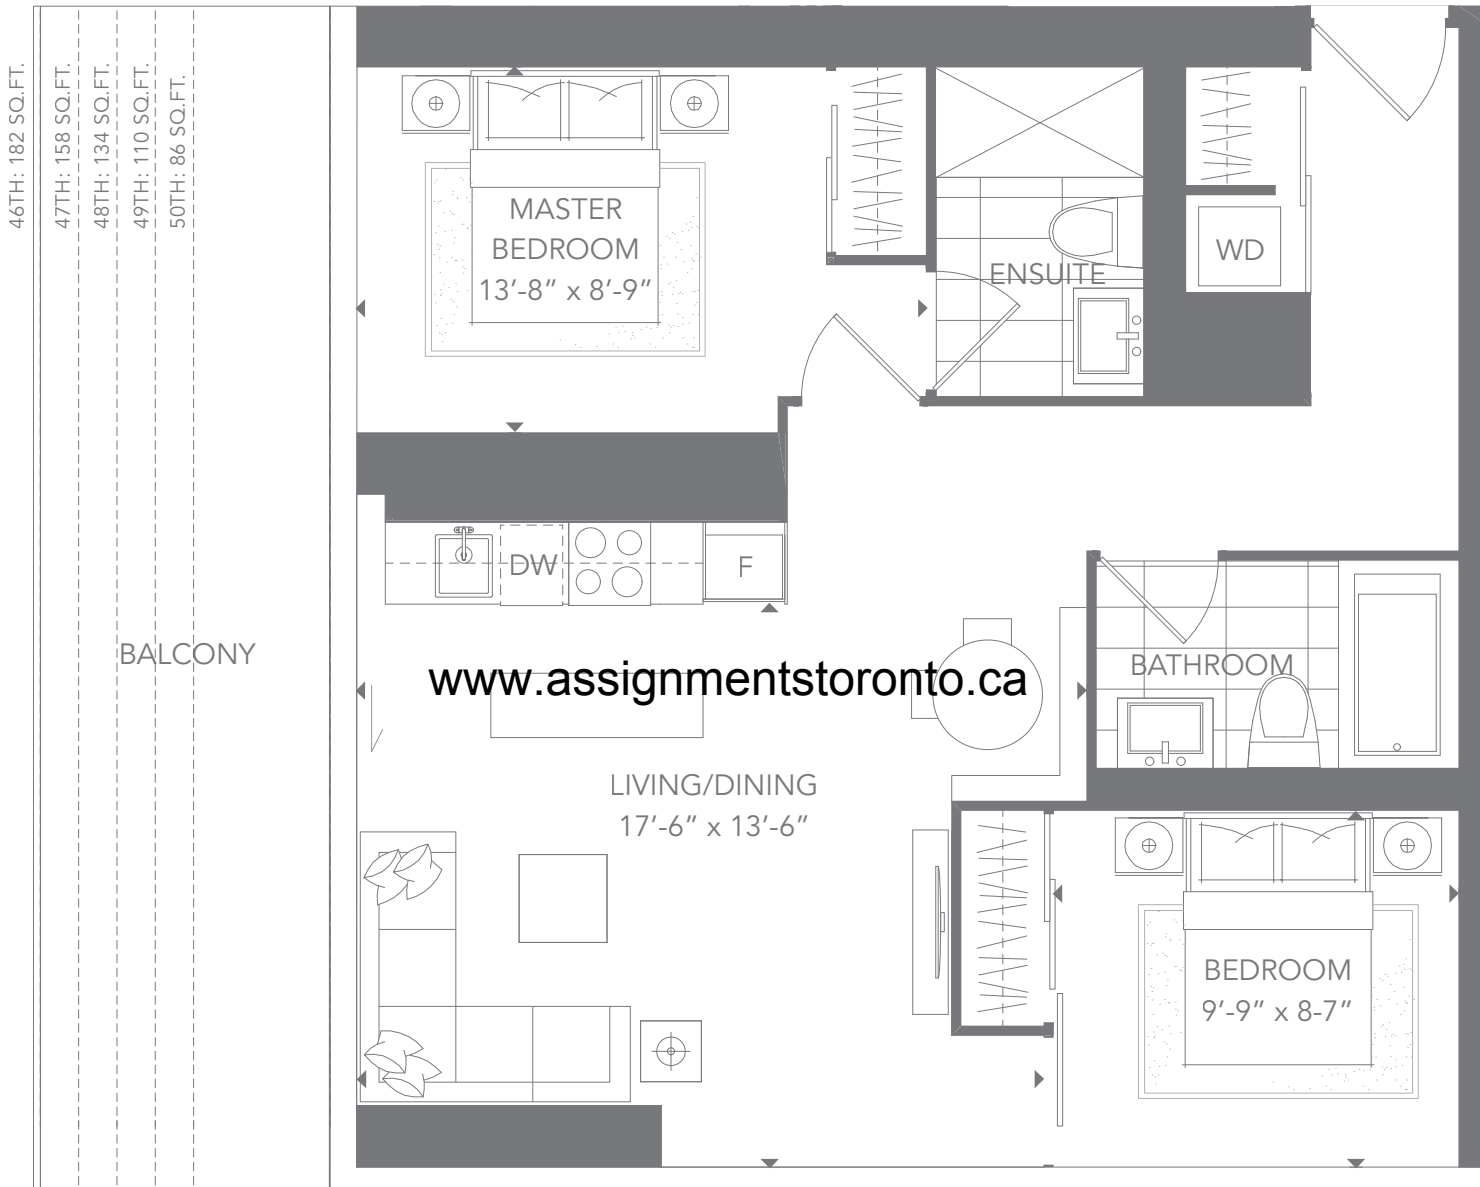 46TH: 182 SQ.FT.
47TH: 158 SQ.FT.
48TH: 134 SQ.FT.
49TH: 110 SQ.FT.
50TH: 86 SQ.FT.
MASTER
BEDROOM
13’-8” x 8’-9”
ENSUITE
WD
DW
F
BALCONY
www.assignmentstoronto.ca
BATHROOM
LIVING/DINING
17’-6” x 13’-6”
BEDROOM
9’-9” x 8-7”